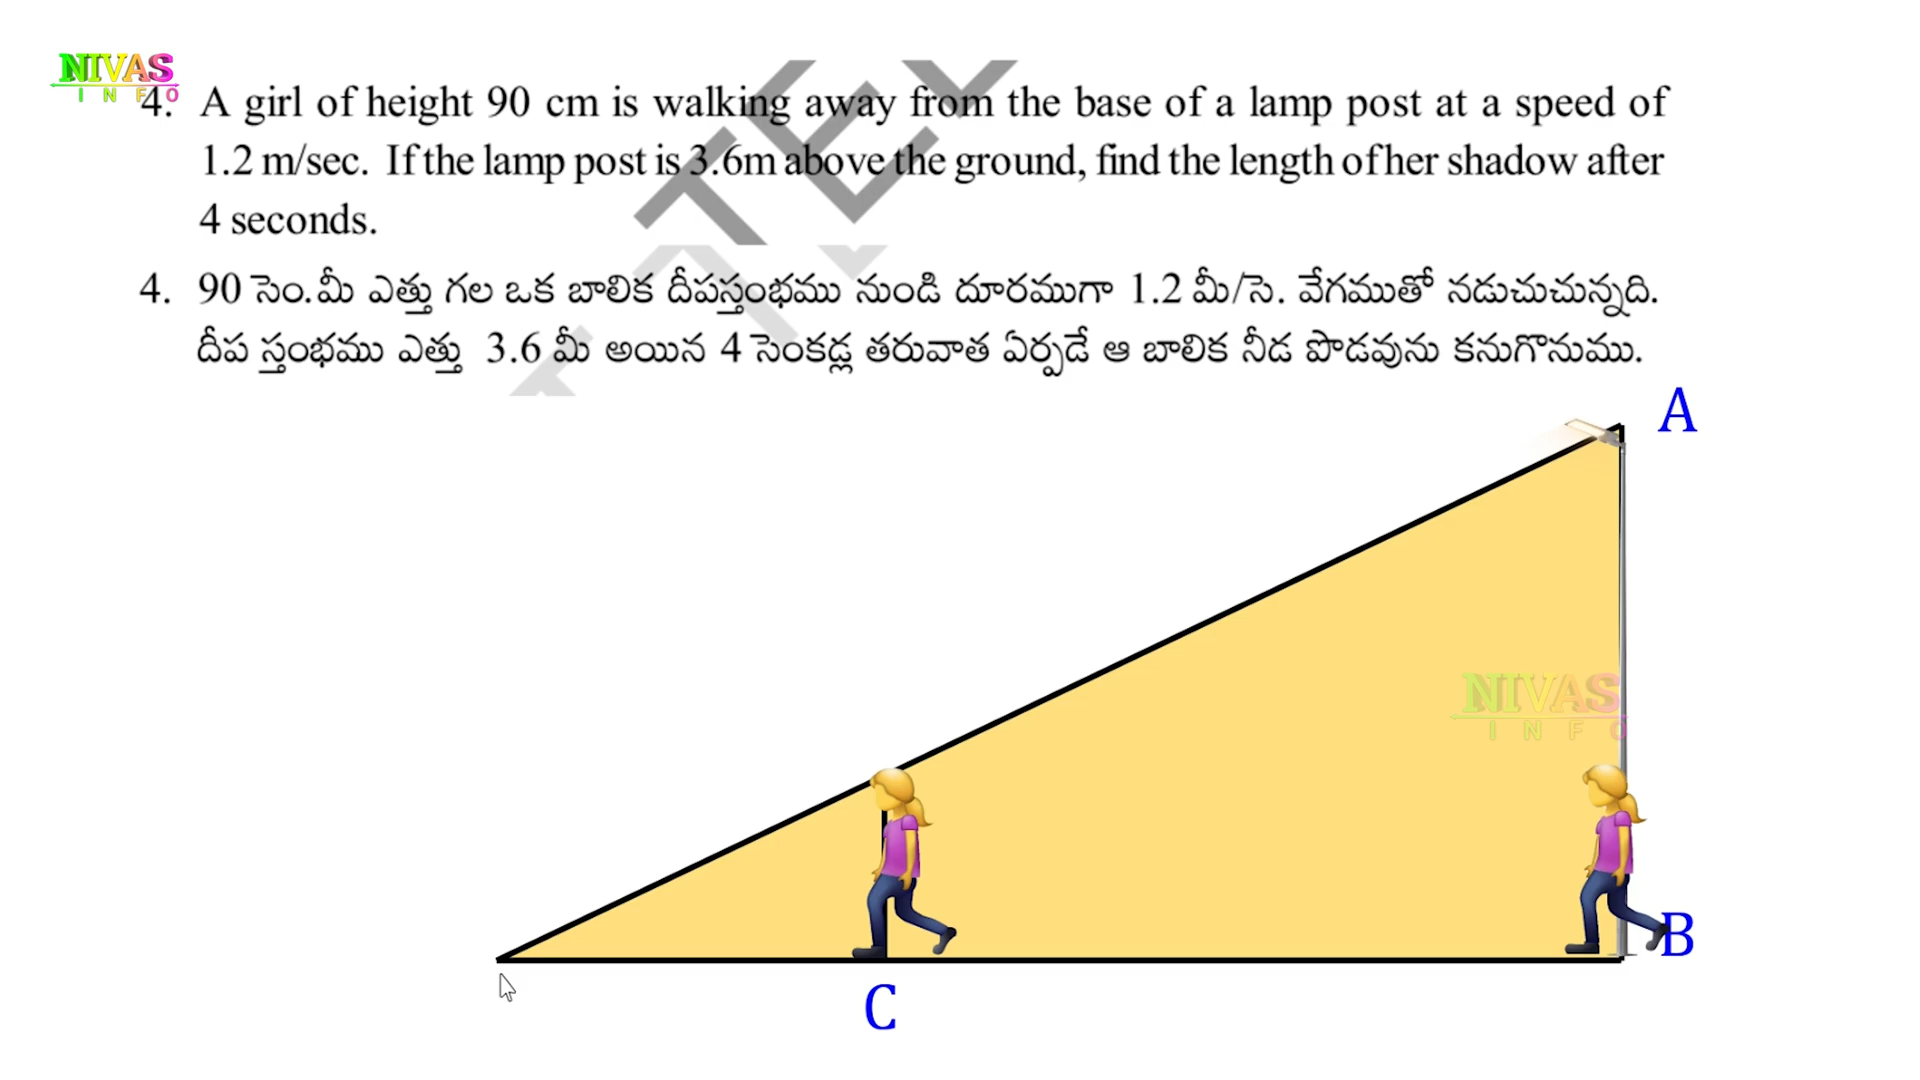 NIVAS
INFO
4. A girl of height 90 cm is walking away from the base of a lamp post at a speed of
1.2 m/sec. If the lamp post is 3.6m above the ground, find the length of her shadow after
4 seconds.
4. 90 సెం.మీ ఎత్తు గల ఒక బాలిక దీపస్తంభము నుండి దూరముగా 1.2 మీ/సె. వేగముతో నడుచుచున్నది.
దీప స్తంభము ఎత్తు 3.6 మీ అయిన 4 సెంకడ్ల తరువాత ఏర్పడే ఆ బాలిక నీడ పొడవును కనుగొనుము.
A
NIVAS
INFO
B
C